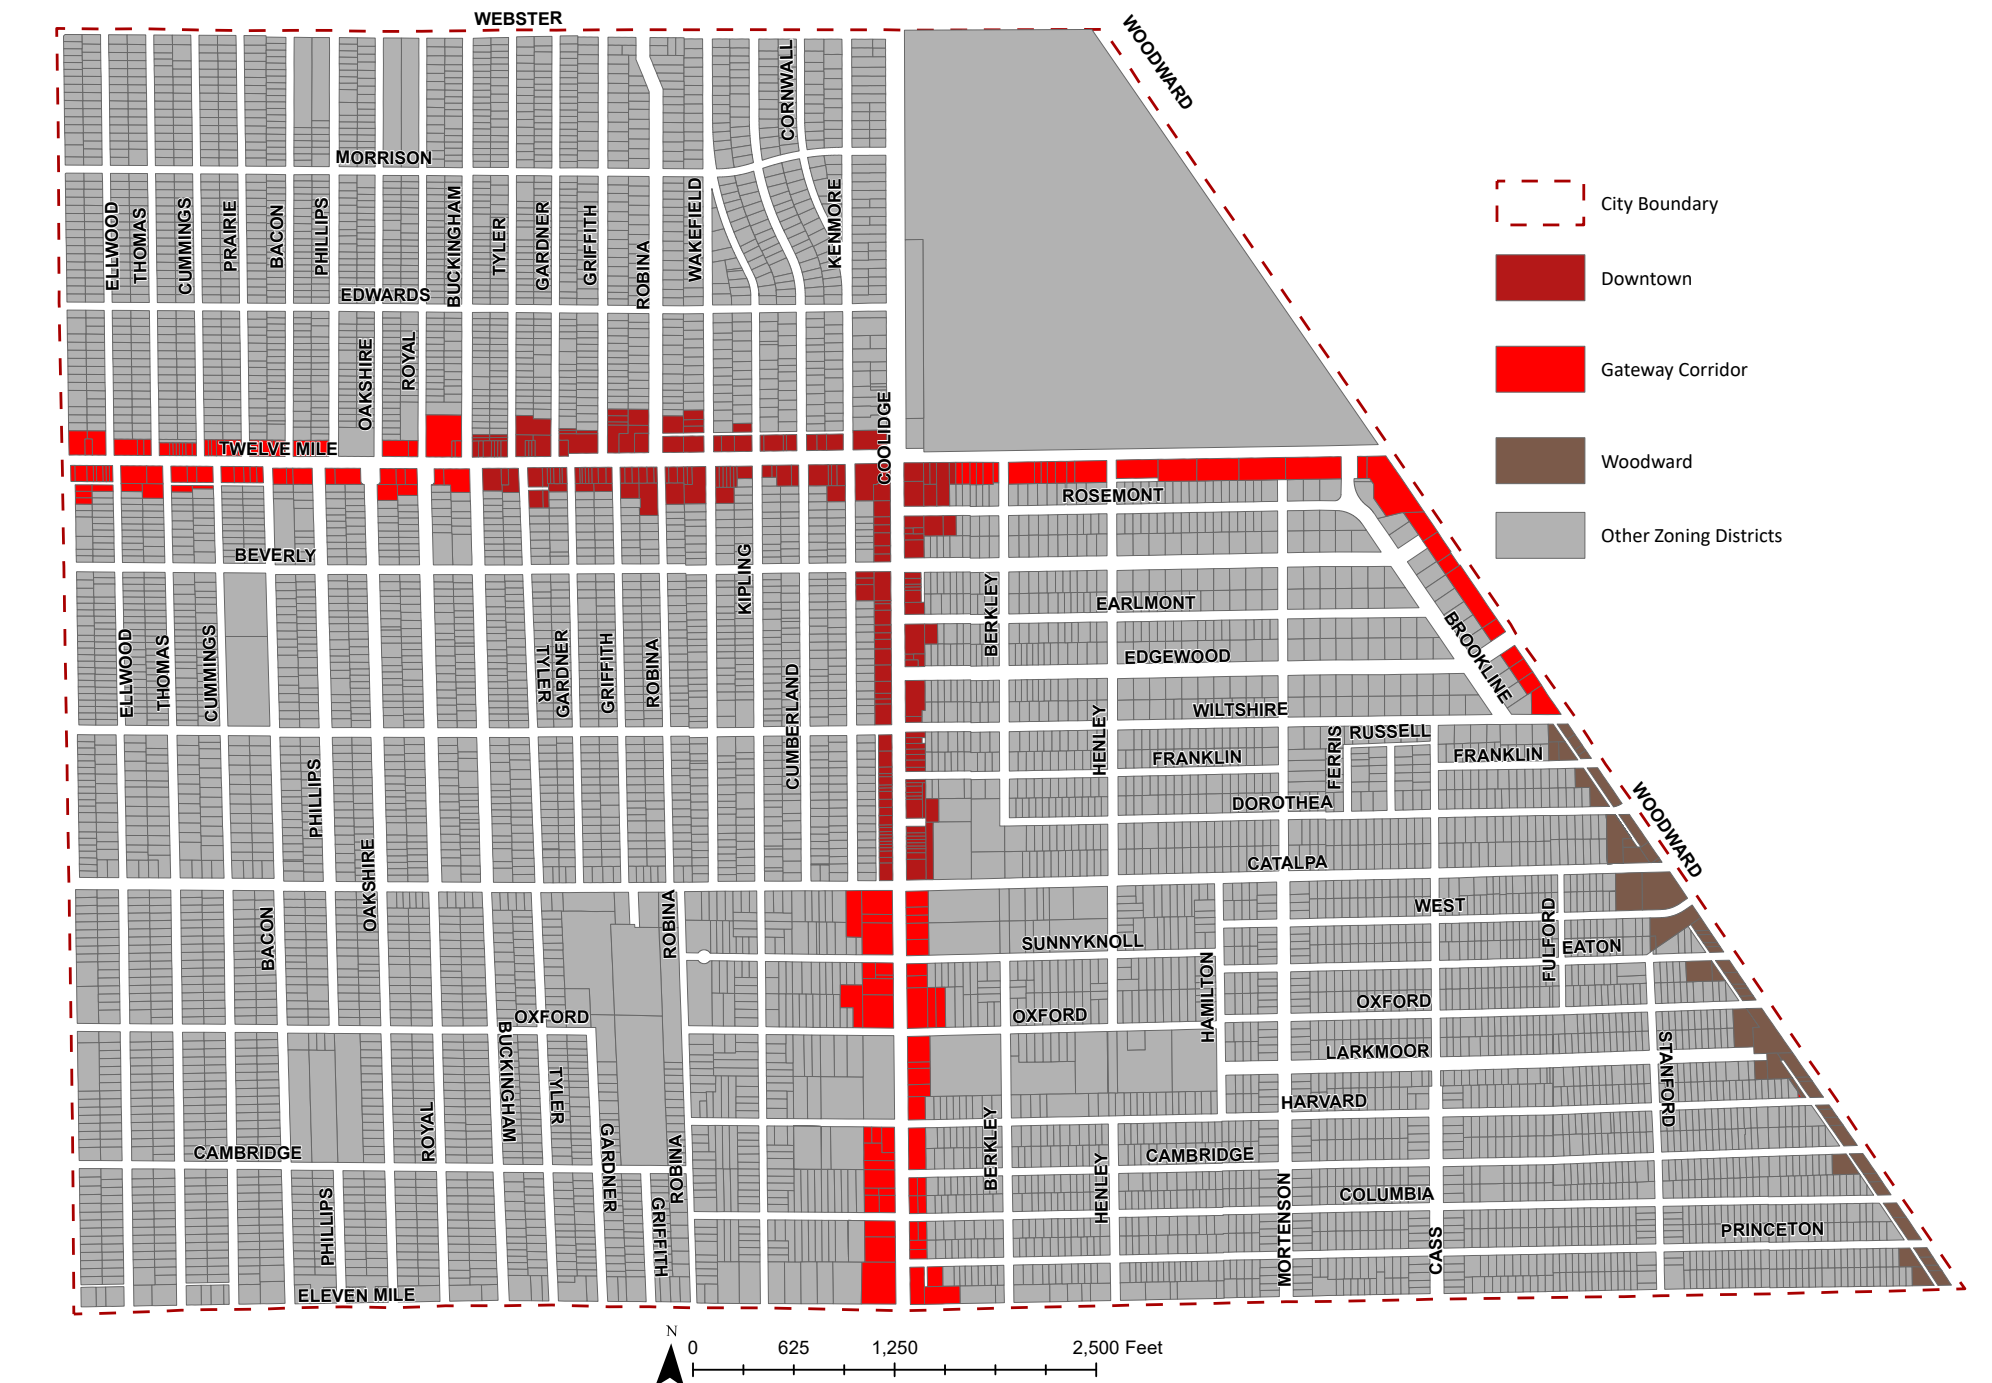 WEBSTER
WOODWARD
CORNWALL
MORRISON
ELLWOOD
THOMAS
CUMMINGS
PRAIRIE
BACON
PHILLIPS
BUCKINGHAM
TYLER
GARDNER
GRIFFITH
ROBINA
WAKEFIELD
KENMORE
EDWARDS
OAKSHIRE
ROYAL
COOLIDGE
TWELVE MILE
ROSEMONT
BEVERLY
KIPLING
BERKLEY
EARLMONT
EDGEWOOD
BROOKLINE
ELLWOOD
THOMAS
CUMMINGS
TYLER
GARDNER
GRIFFITH
ROBINA
CUMBERLAND
WILTSHIRE
HENLEY
FRANKLIN
FERRIS
RUSSELL
FRANKLIN
PHILLIPS
DOROTHEA
WOODWARD
OAKSHIRE
CATALPA
BACON
ROBINA
WEST
FULFORD
SUNNYKNOLL
EATON
HAMILTON
OXFORD
OXFORD
OXFORD
BUCKINGHAM
TYLER
LARKMOOR
STANFORD
ROYAL
HARVARD
CAMBRIDGE
GARDNER
ROBINA
BERKLEY
HENLEY
CAMBRIDGE
PHILLIPS
GRIFFITH
MORTENSON
COLUMBIA
CASS
PRINCETON
ELEVEN MILE
City Boundary
Downtown
Gateway Corridor
Woodward
Other Zoning Districts
N
0 625 1,250 2,500 Feet